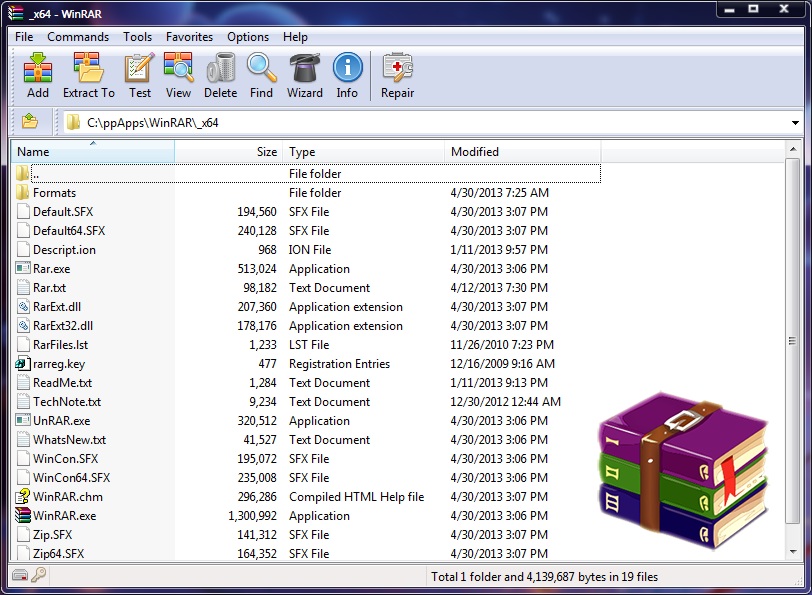 _x64 - WinRAR
File Commands Tools Favorites Options Help
Add Extract To Test View Delete Find Wizard Info Repair
C:\ppApps\WinRAR\_x64
Name Size Type Modified
.. File folder
Formats File folder 4/30/2013 7:25 AM
Default.SFX 194,560 SFX File 4/30/2013 3:07 PM
Default64.SFX 240,128 SFX File 4/30/2013 3:07 PM
Descript.ion 968 ION File 1/11/2013 9:57 PM
Rar.exe 513,024 Application 4/30/2013 3:06 PM
Rar.txt 98,182 Text Document 4/12/2013 7:30 PM
RarExt.dll 207,360 Application extension 4/30/2013 3:07 PM
RarExt32.dll 178,176 Application extension 4/30/2013 3:07 PM
RarFiles.lst 1,233 LST File 11/26/2010 7:23 PM
rarreg.key 477 Registration Entries 12/16/2009 9:16 AM
ReadMe.txt 1,284 Text Document 1/11/2013 9:13 PM
TechNote.txt 9,234 Text Document 12/30/2012 12:44 AM
UnRAR.exe 320,512 Application 4/30/2013 3:06 PM
WhatsNew.txt 41,527 Text Document 4/30/2013 3:06 PM
WinCon.SFX 195,072 SFX File 4/30/2013 3:07 PM
WinCon64.SFX 235,008 SFX File 4/30/2013 3:07 PM
WinRAR.chm 296,286 Compiled HTML Help file 4/30/2013 3:07 PM
WinRAR.exe 1,300,992 Application 4/30/2013 3:06 PM
Zip.SFX 141,312 SFX File 4/30/2013 3:07 PM
Zip64.SFX 164,352 SFX File 4/30/2013 3:07 PM
I
II
III
Total 1 folder and 4,139,687 bytes in 19 files